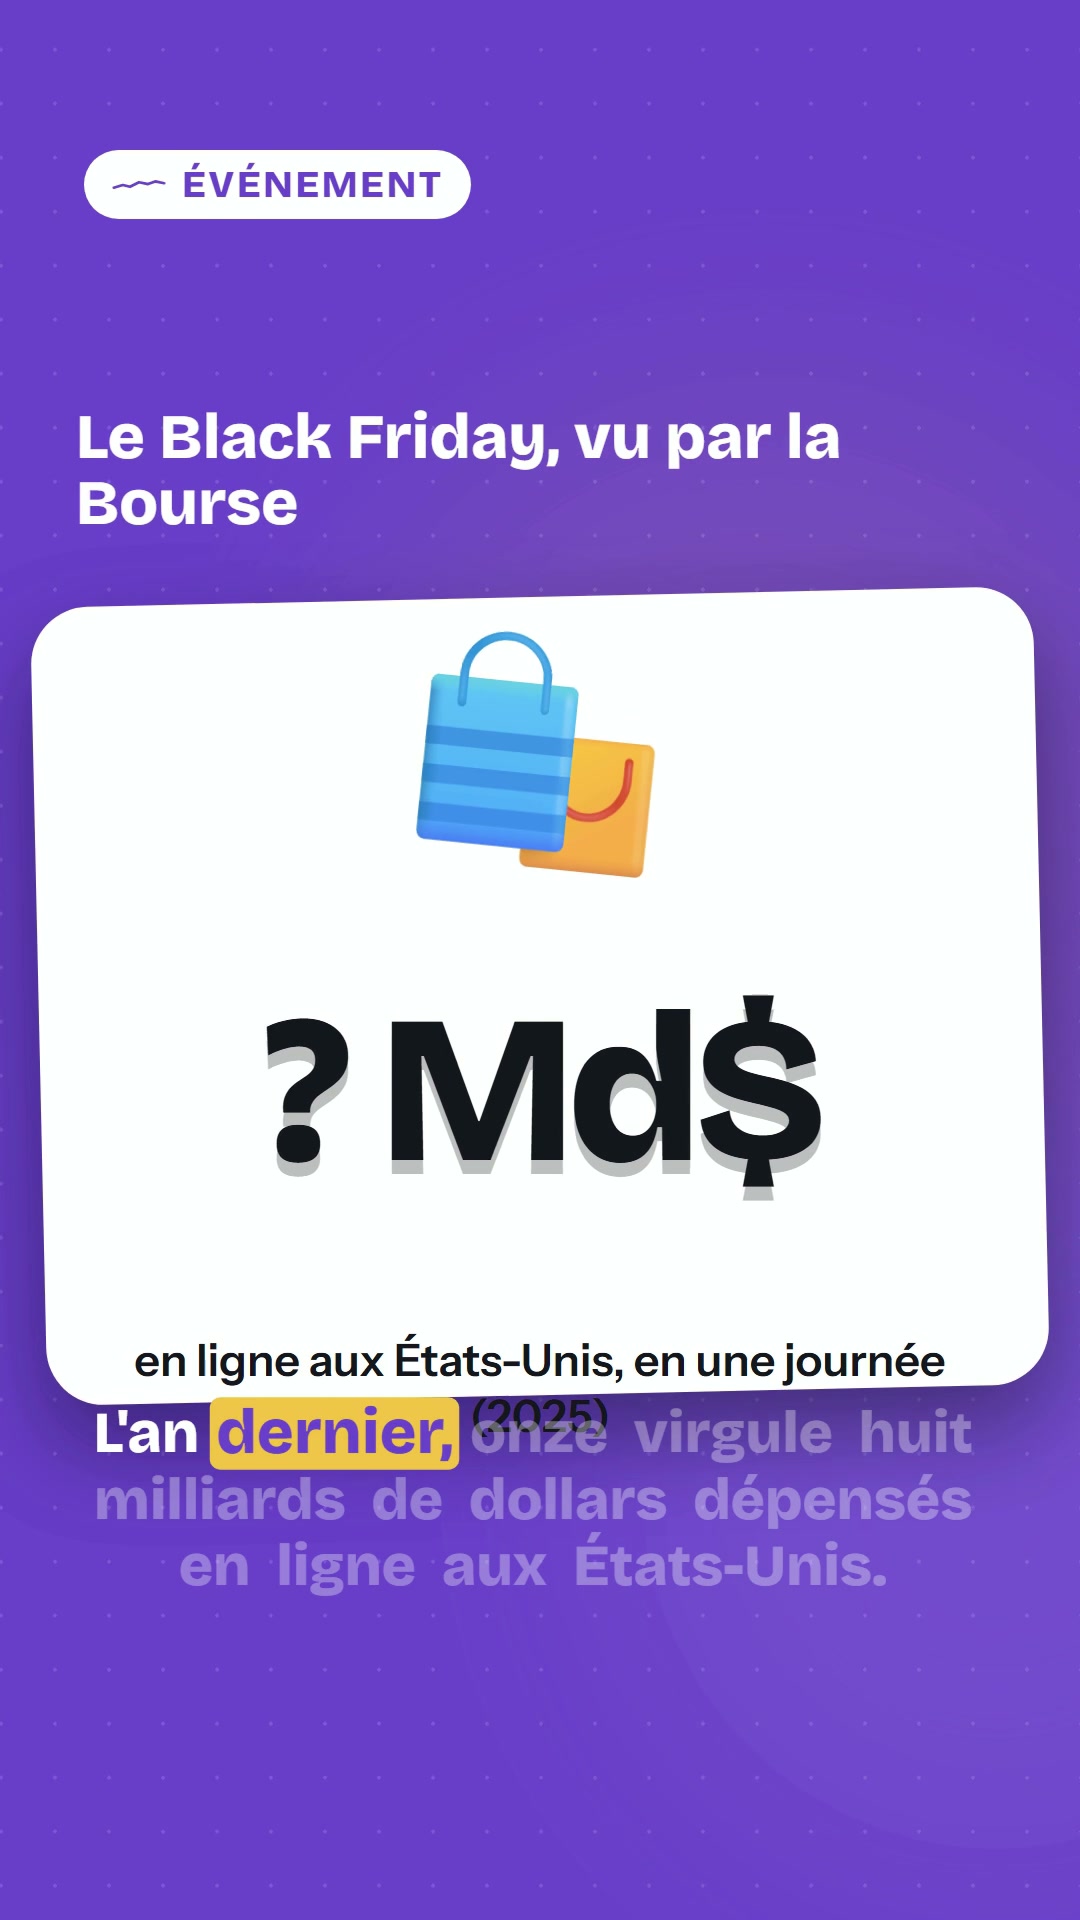 ÉVÉNEMENT
Le Black Friday, vu par la
Bourse
? Md$
en ligne aux États-Unis, en une journée
(2025)
L'an dernier, onze virgule huit
milliards de dollars dépensés
en ligne aux États-Unis.